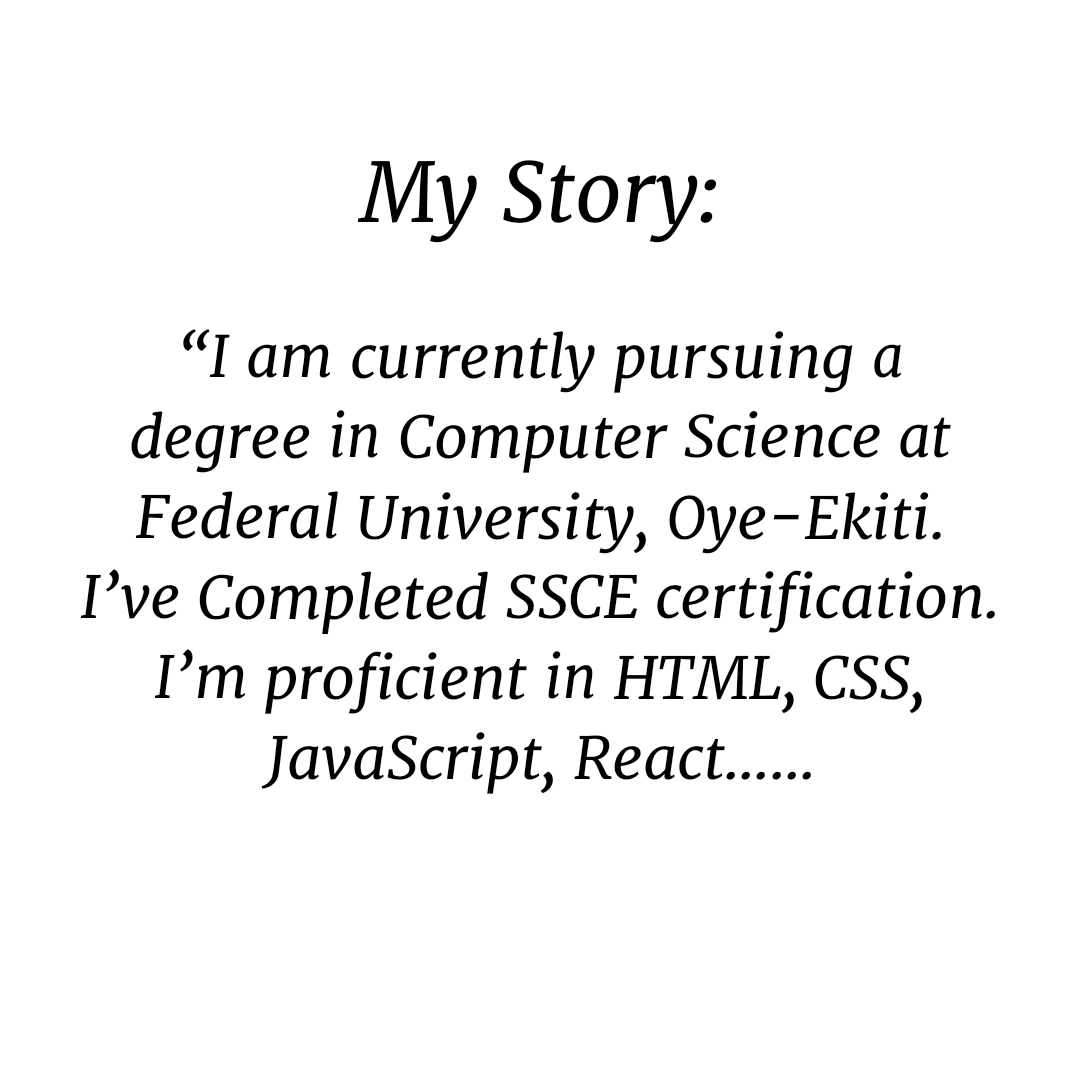 My Story:
“I am currently pursuing a
degree in Computer Science at
Federal University, Oye-Ekiti.
I’ve Completed SSCE certification.
I’m proficient in HTML, CSS,
JavaScript, React......